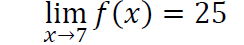 lim f(x) = 25
x→7